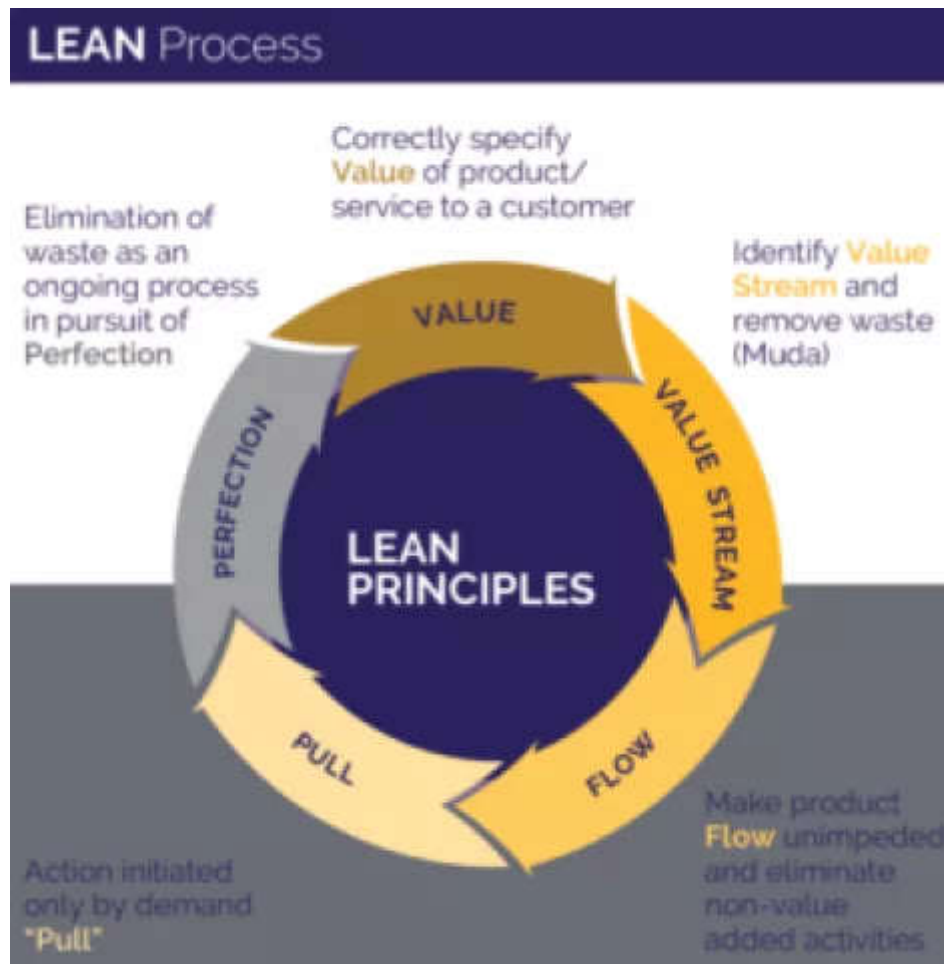 LEAN Process
Correctly specify
Value of product/
service to a customer
Elimination of
waste as an
ongoing process
in pursuit of
Perfection
Identify Value
Stream and
remove waste
(Muda)
VALUE
VALUE STREAM
FLOW
PULL
PERFECTION
LEAN
PRINCIPLES
Make product
Flow unimpeded
and eliminate
non-value
added activities
Action initiated
only by demand
"Pull"